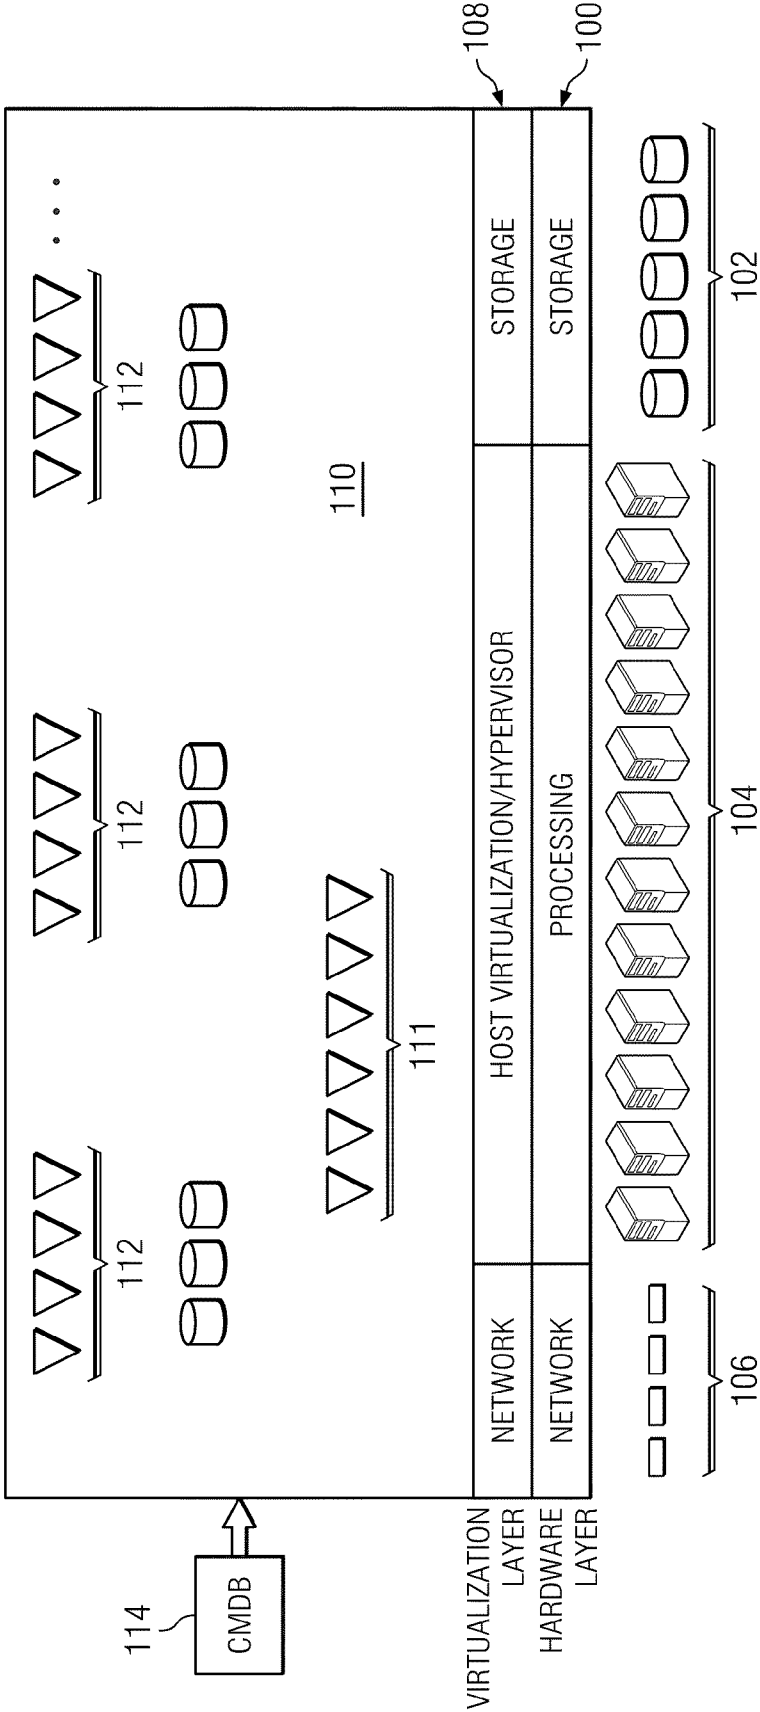 112
112
112
110
111
114
CMDB
108
100
VIRTUALIZATION
LAYER
NETWORK
HOST VIRTUALIZATION/HYPERVISOR
STORAGE
HARDWARE
LAYER
NETWORK
PROCESSING
STORAGE
106
104
102